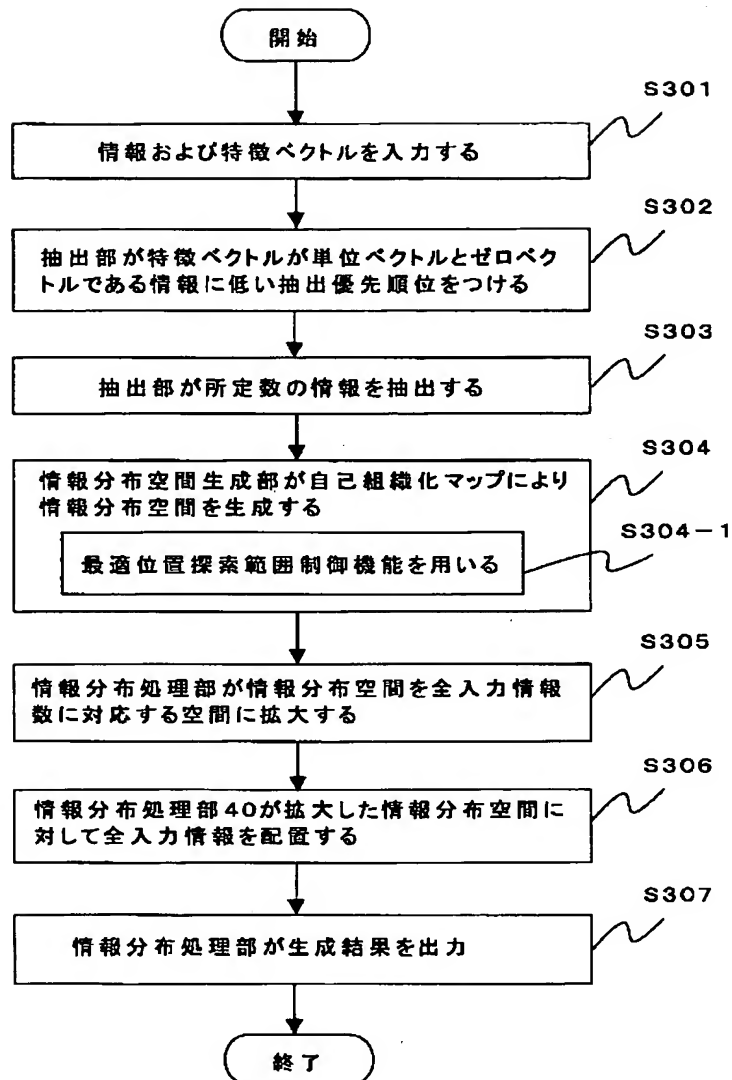 開始
S301
情報および特徴ベクトルを入力する
S302
抽出部が特徴ベクトルが単位ベクトルとゼロベク
トルである情報に低い抽出優先順位をつける
S303
抽出部が所定数の情報を抽出する
S304
情報分布空間生成部が自己組織化マップにより
情報分布空間を生成する
S304-1
最適位置探索範囲制御機能を用いる
S305
情報分布処理部が情報分布空間を全入力情報
数に対応する空間に拡大する
S306
情報分布処理部40が拡大した情報分布空間に
対して全入力情報を配置する
S307
情報分布処理部が生成結果を出力
終了